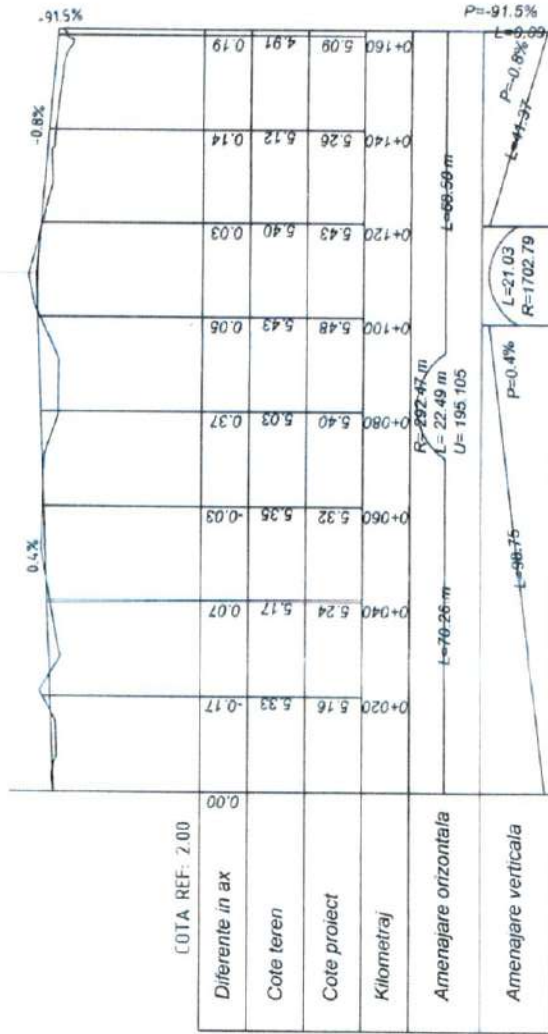 0.4%
-0.8%
-91.5%
COTA REF: 2.00
Diferente in ax
0.00
-0.17
0.07
-0.03
0.37
0.05
0.03
0.14
0.19
Cote teren
5.33
5.17
5.35
5.03
5.43
5.40
5.12
4.91
Cote proiect
5.16
5.24
5.32
5.40
5.48
5.43
5.26
5.09
Kilometraj
0+020
0+040
0+060
0+080
0+100
0+120
0+140
0+160
Amenajare orizontala
L=70.26 m
R=292.47 m
L= 22.49 m
U= 195.105
L=68.50 m
Amenajare verticala
L=98.75
P=0.4%
L=21.03
R=1702.79
L=41.37
P=-0.8%
P=-91.5%